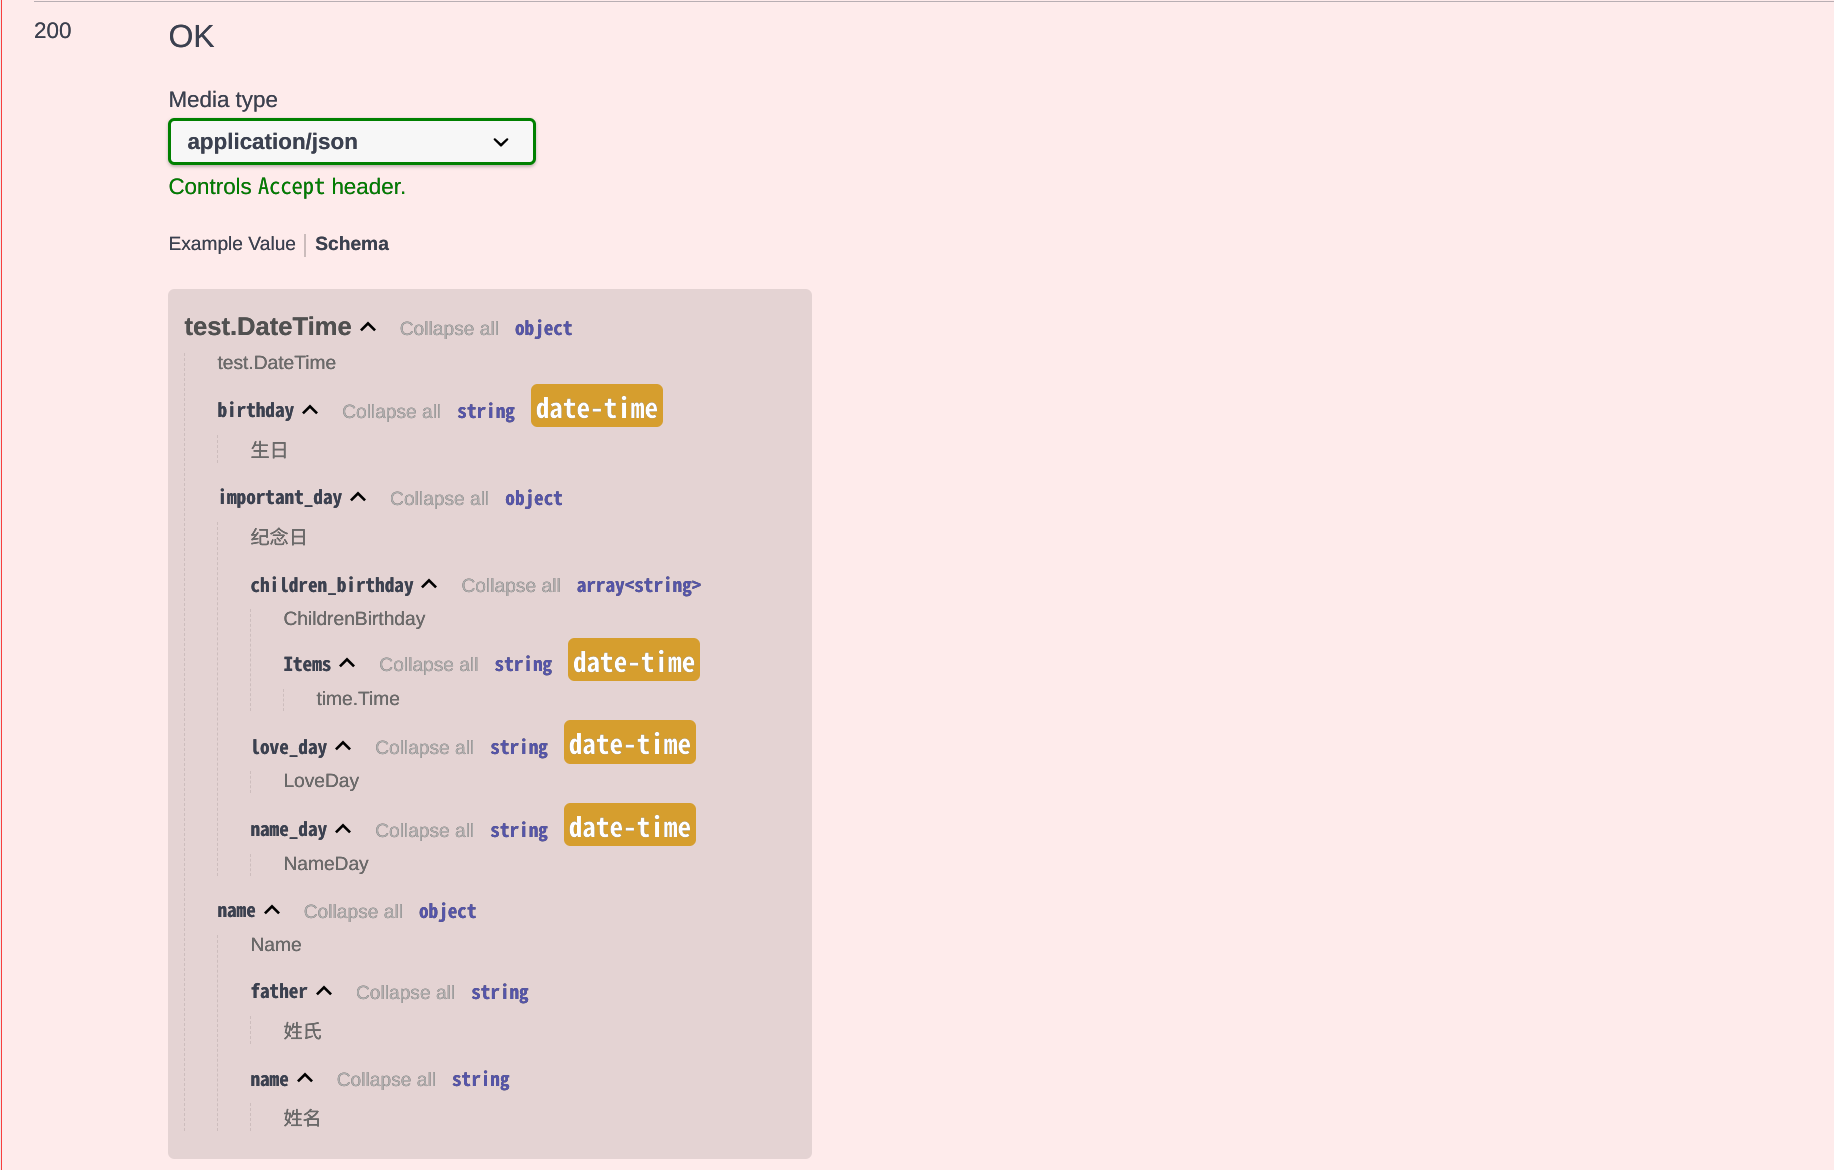 200 OK
Media type
application/json
Controls Accept header.
Example Value Schema
test.DateTime Collapse all object
test.DateTime
birthday Collapse all string date-time
生日
important_day Collapse all object
纪念日
children_birthday Collapse all array<string>
ChildrenBirthday
Items Collapse all string date-time
time.Time
love_day Collapse all string date-time
LoveDay
name_day Collapse all string date-time
NameDay
name Collapse all object
Name
father Collapse all string
姓氏
name Collapse all string
姓名